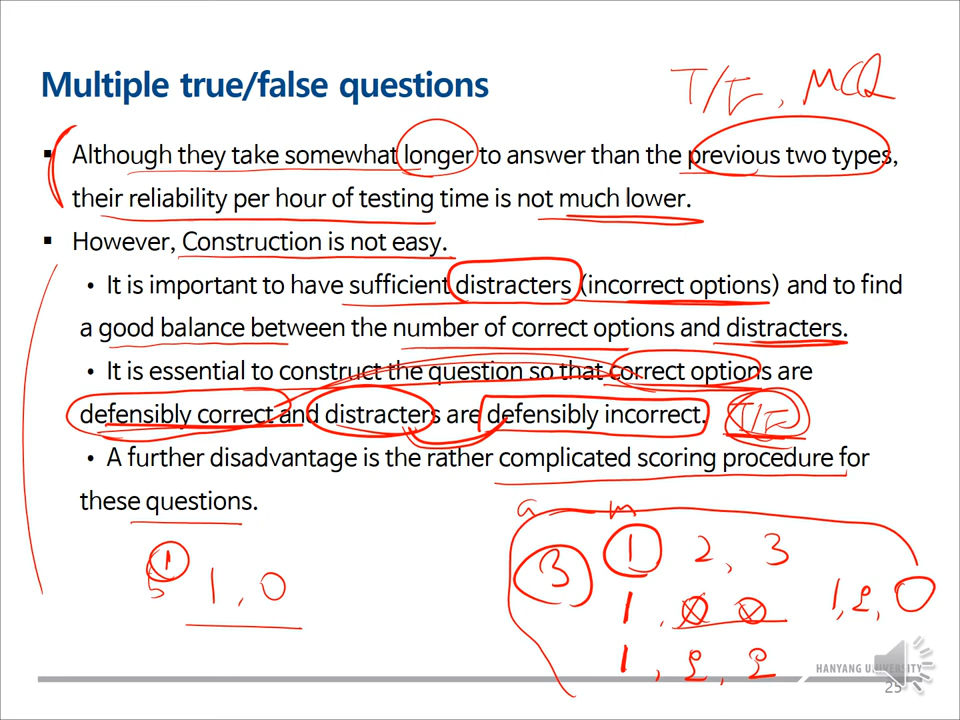 Multiple true/false questions
T/F, MCQ
▪ Although they take somewhat longer to answer than the previous two types,
their reliability per hour of testing time is not much lower.
▪ However, Construction is not easy.
• It is important to have sufficient distracters (incorrect options) and to find
a good balance between the number of correct options and distracters.
• It is essential to construct the question so that correct options are
defensibly correct and distracters are defensibly incorrect. T/F
• A further disadvantage is the rather complicated scoring procedure for
these questions.
a m
1 1, 0
3 1 2, 3
1, 0 0 1, 2, 0
1, 2, 2
HANYANG UNIVERSITY
25